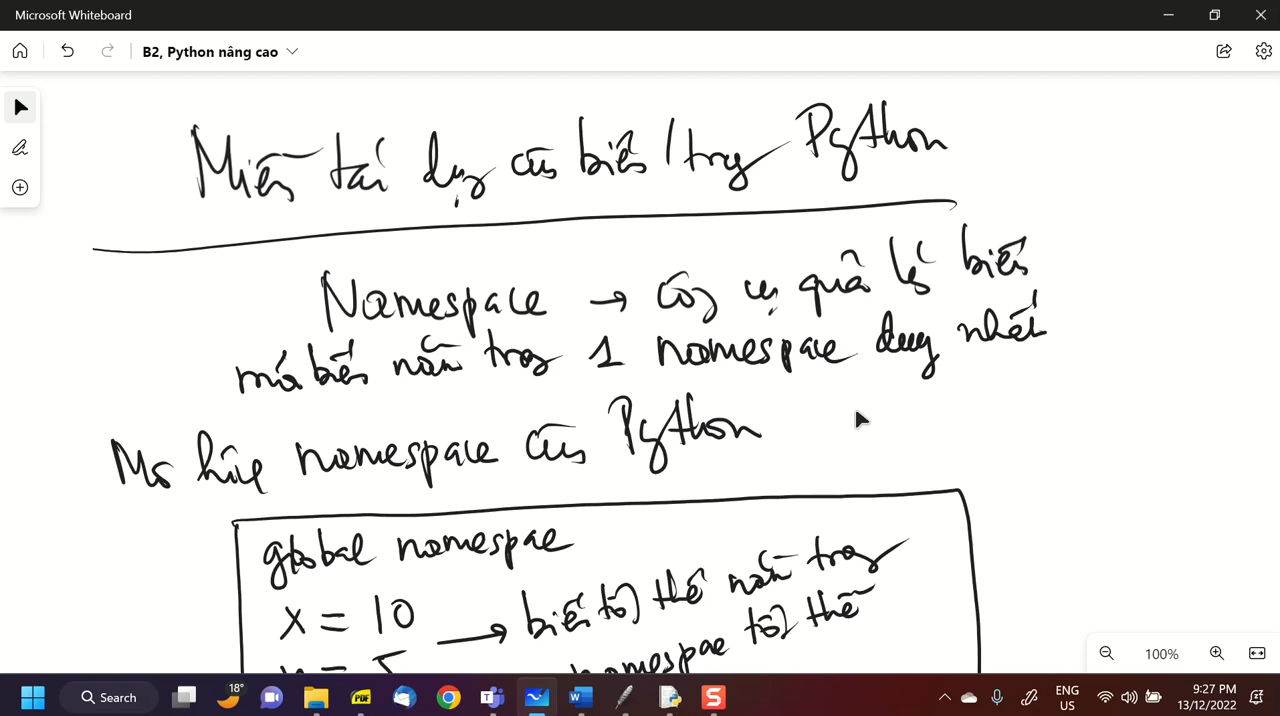 Microsoft Whiteboard
B2, Python nâng cao
Miền tác dụng của biến trong Python
Namespace → công cụ quản lý biến
mỗi biến nằm trong 1 namespace duy nhất
Mô hình namespace của Python
global namespace
x = 10 → biến tổng thể nằm trong
namespace tổng thể
100%
18°
Search
ENG
US
9:27 PM
13/12/2022